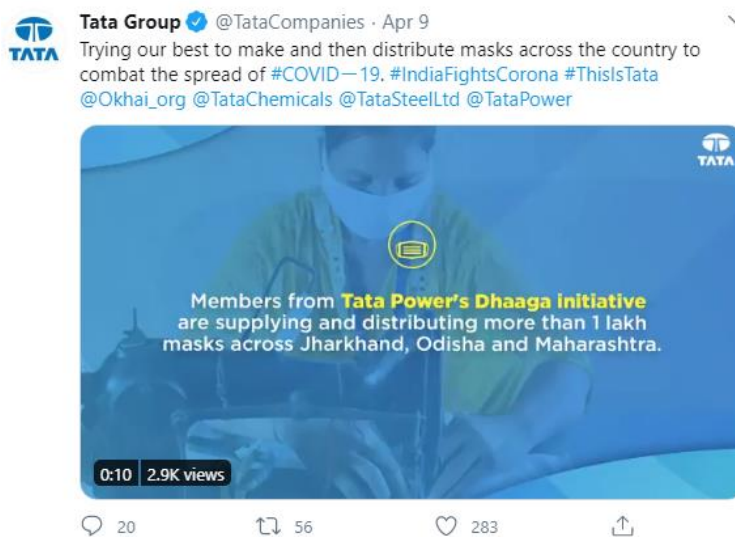 Tata Group @TataCompanies · Apr 9
TATA
Trying our best to make and then distribute masks across the country to
combat the spread of #COVID—19. #IndiaFightsCorona #ThisIsTata
@Okhai_org @TataChemicals @TataSteelLtd @TataPower
TATA
Members from Tata Power's Dhaaga initiative
are supplying and distributing more than 1 lakh
masks across Jharkhand, Odisha and Maharashtra.
0:10 2.9K views
20 56 283